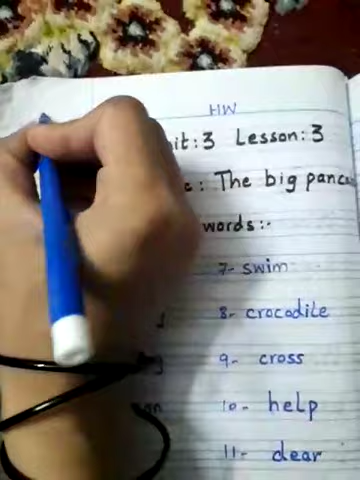 HW
it: 3 Lesson: 3
: The big panca
words:-
7- swim
8- crocodile
9- cross
10- help
11- dear